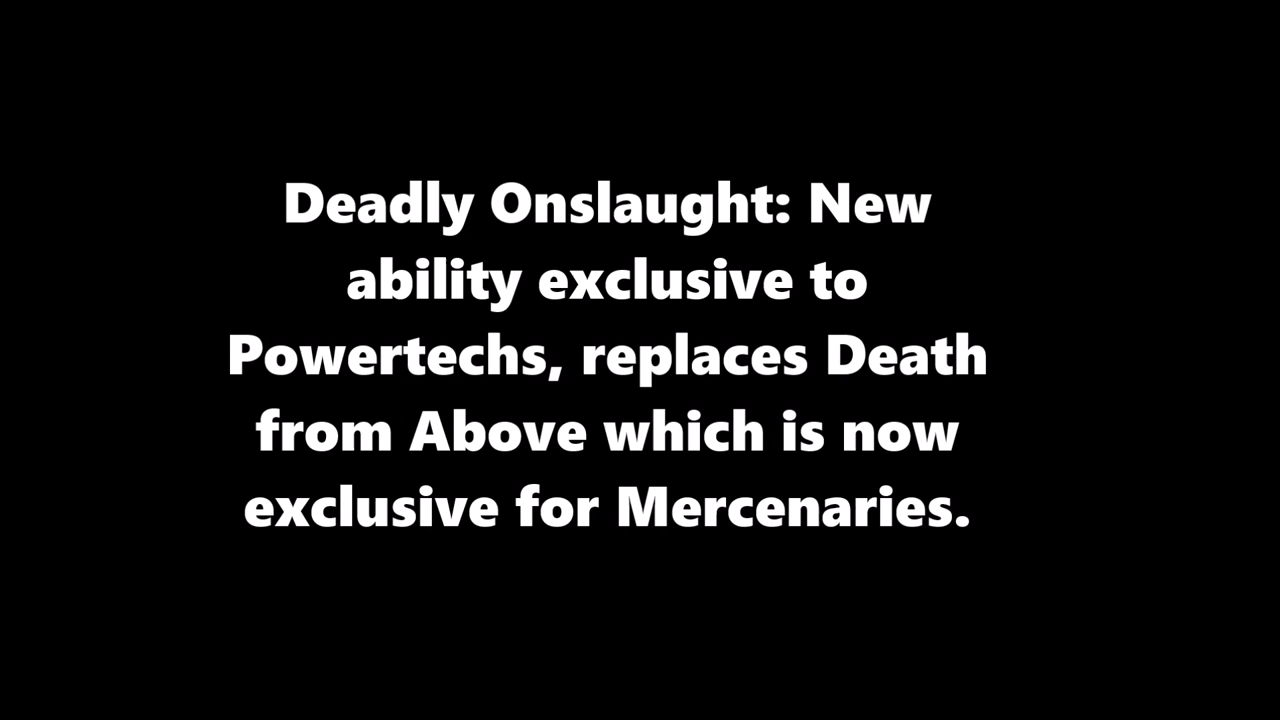 Deadly Onslaught: New
ability exclusive to
Powertechs, replaces Death
from Above which is now
exclusive for Mercenaries.